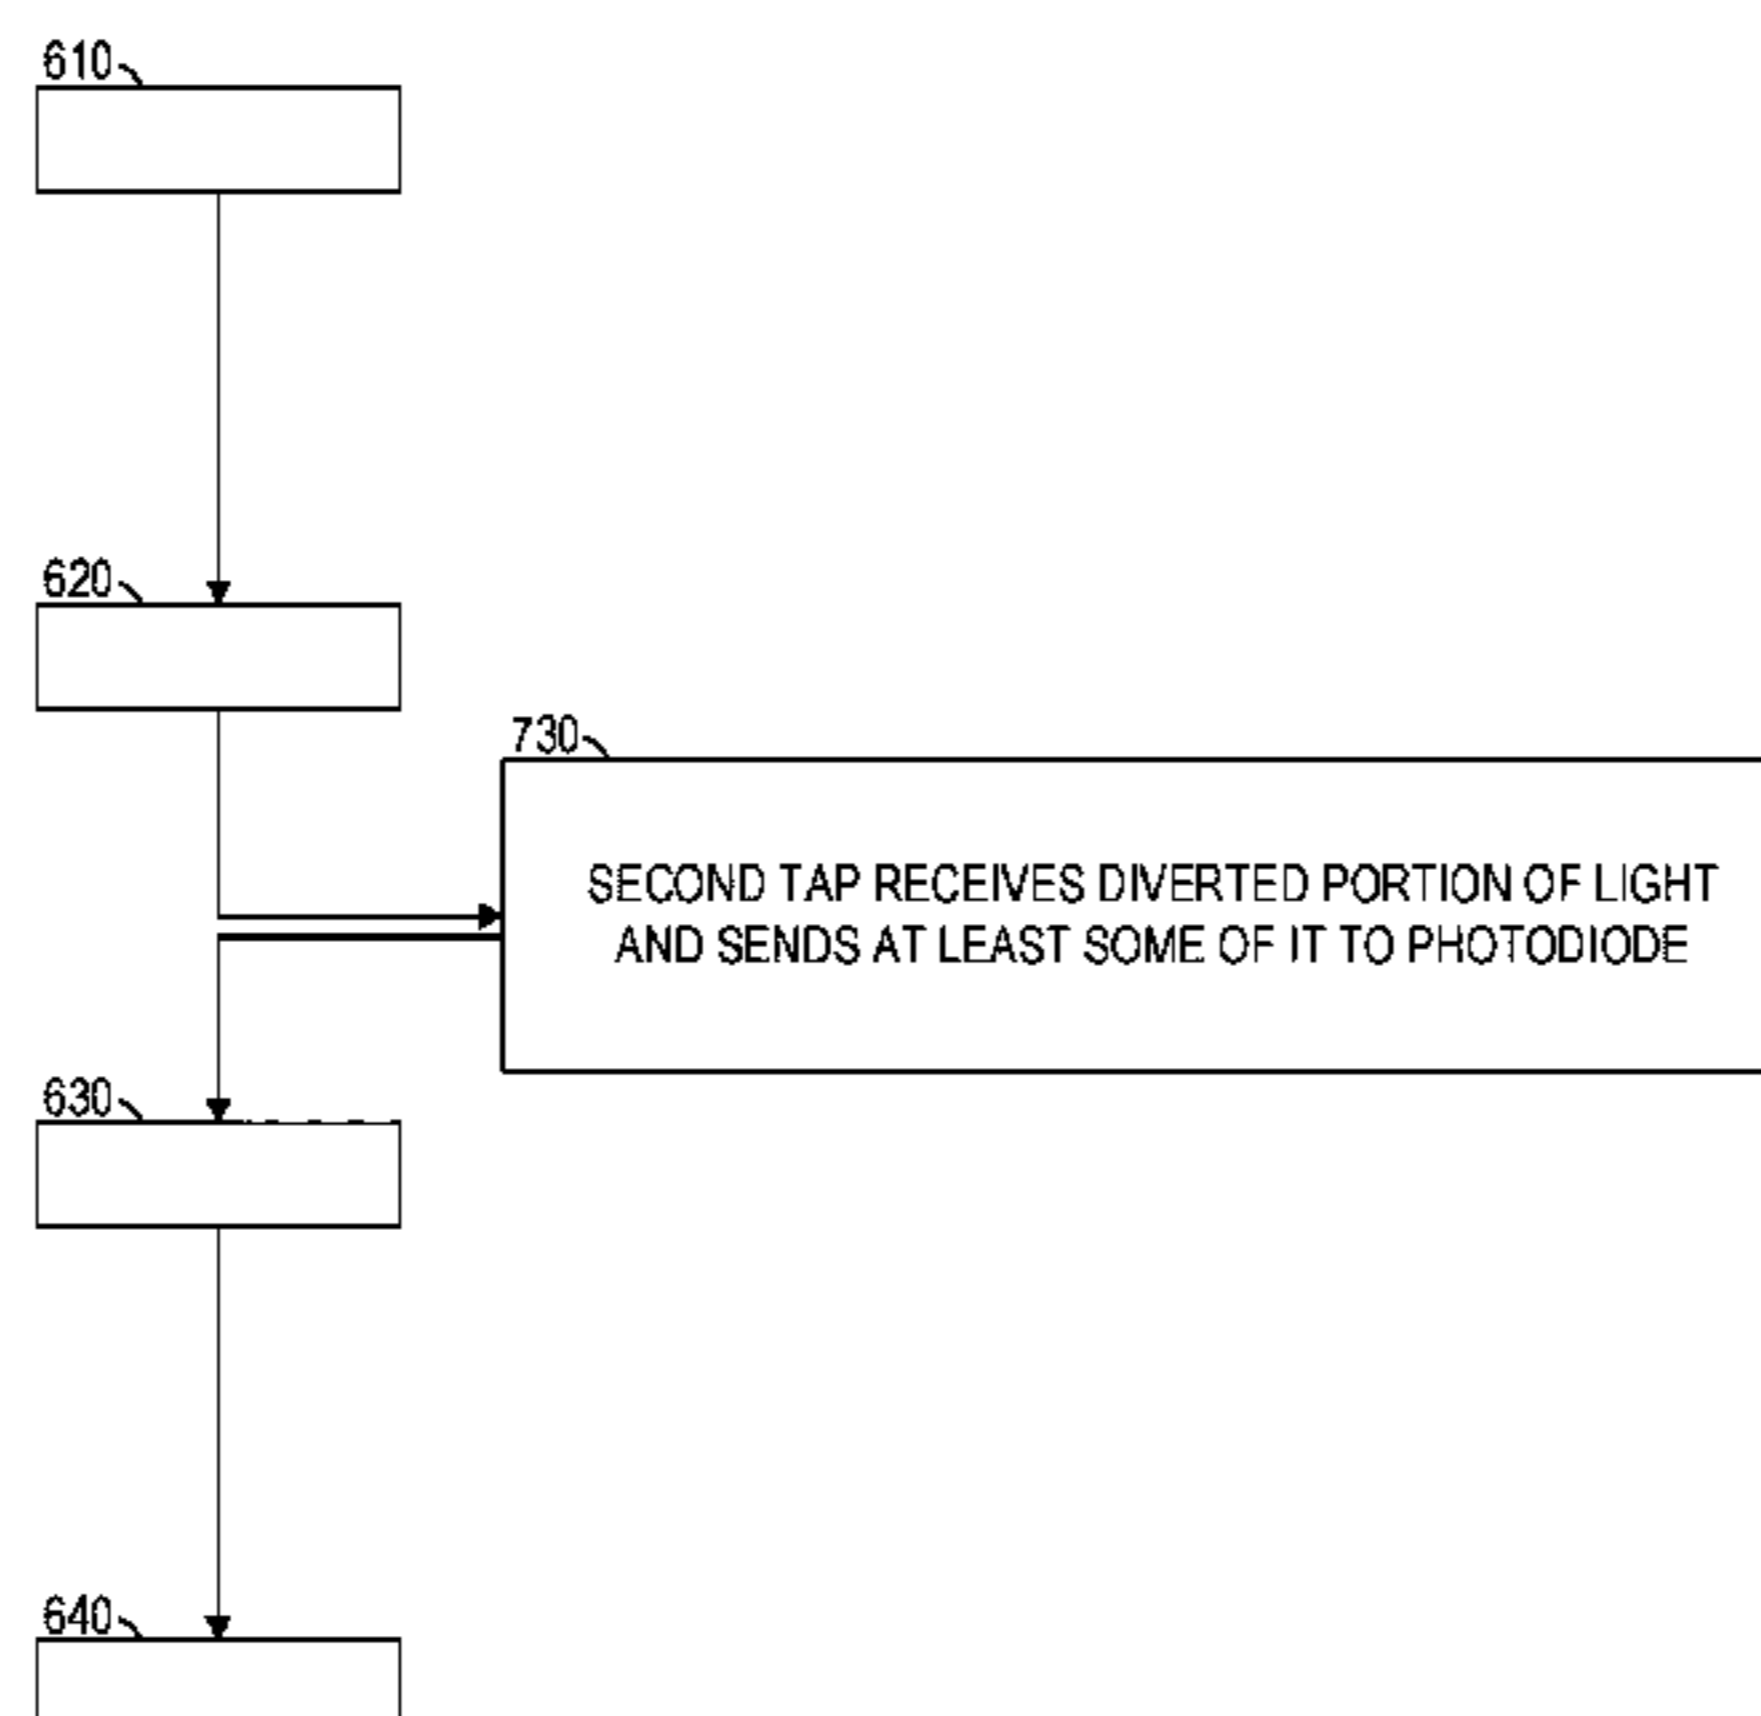 610
620
730
SECOND TAP RECEIVES DIVERTED PORTION OF LIGHT
AND SENDS AT LEAST SOME OF IT TO PHOTODIODE
630
640